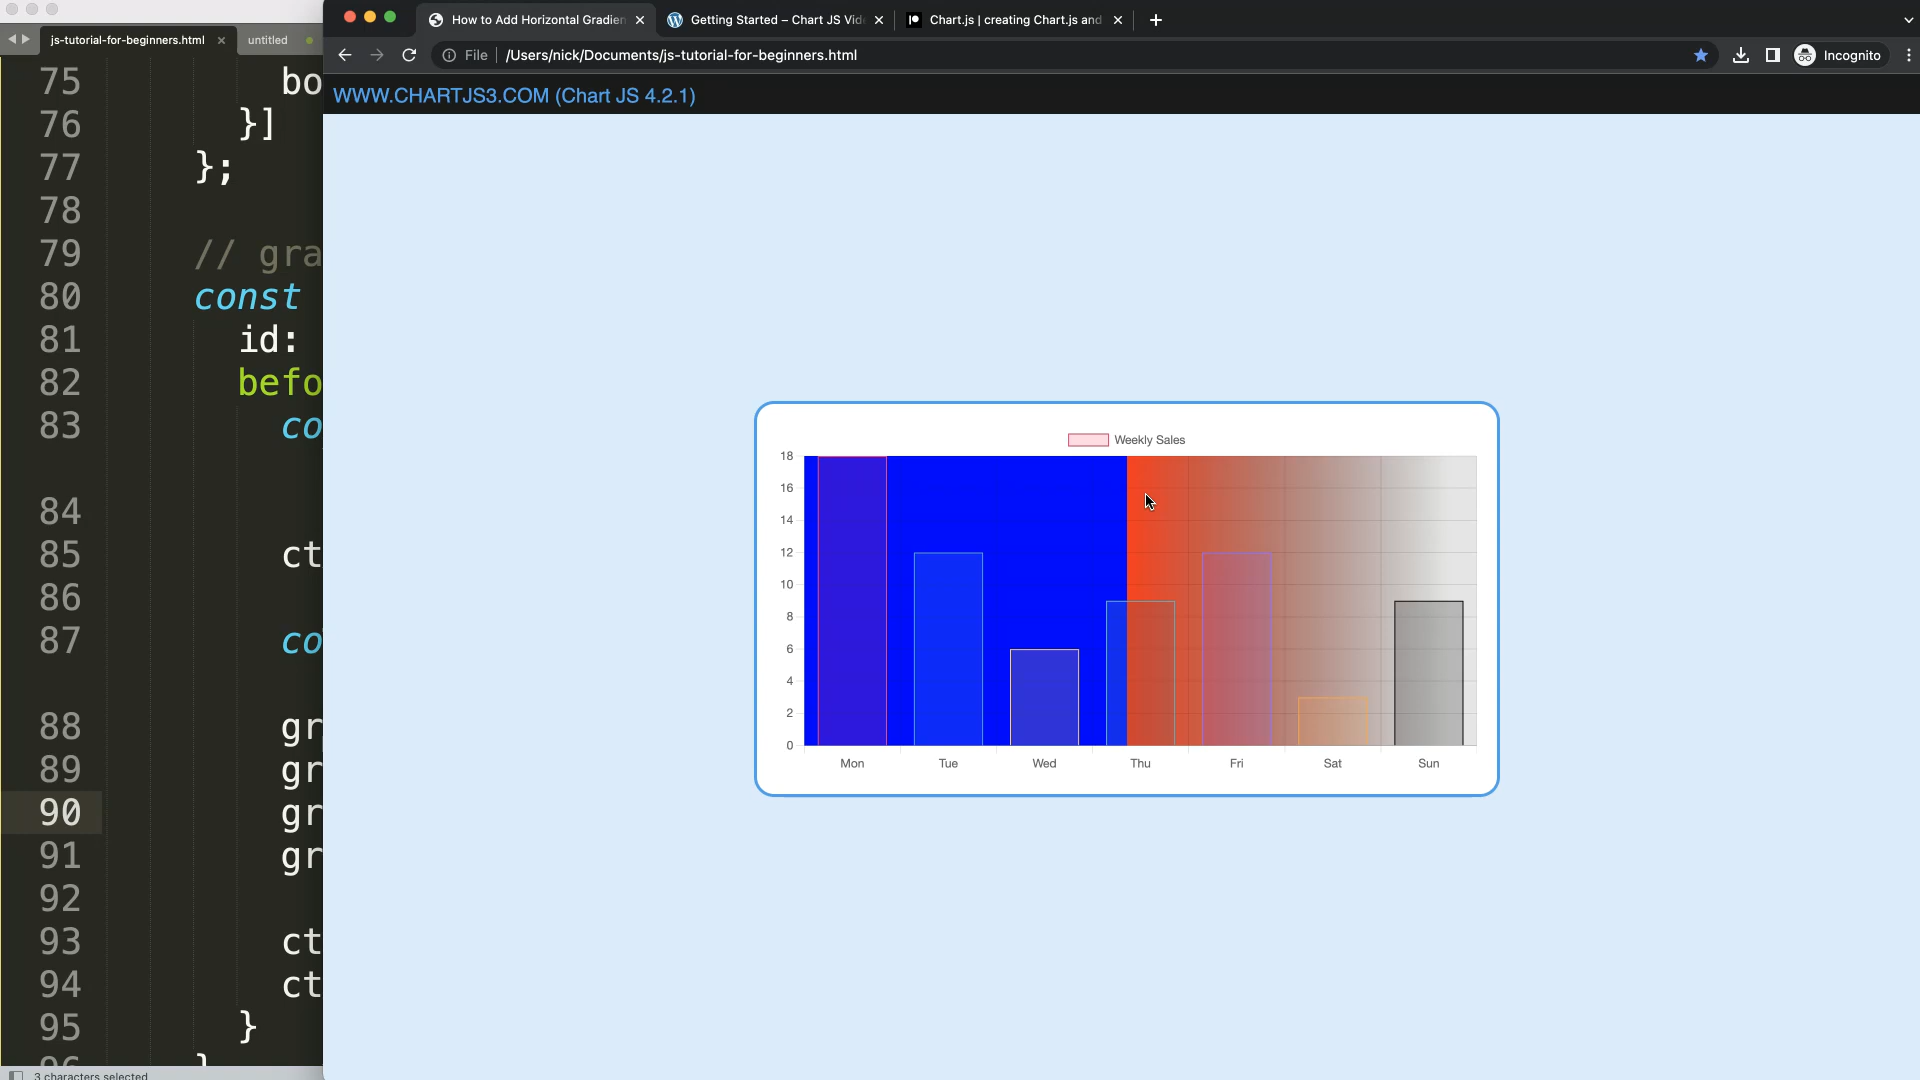 js-tutorial-for-beginners.html
untitled
75 bo
76 }]
77 };
78
79 // gra
80 const
81 id:
82 befo
83 co
84
85 ct
86
87 co
88 gr
89 gr
90 gr
91 gr
92
93 ct
94 ct
95 }
96 }
3 characters selected
How to Add Horizontal Gradien
Getting Started – Chart JS Vid
Chart.js | creating Chart.js and
File
/Users/nick/Documents/js-tutorial-for-beginners.html
Incognito
WWW.CHARTJS3.COM (Chart JS 4.2.1)
Weekly Sales
18
16
14
12
10
8
6
4
2
0
Mon Tue Wed Thu Fri Sat Sun